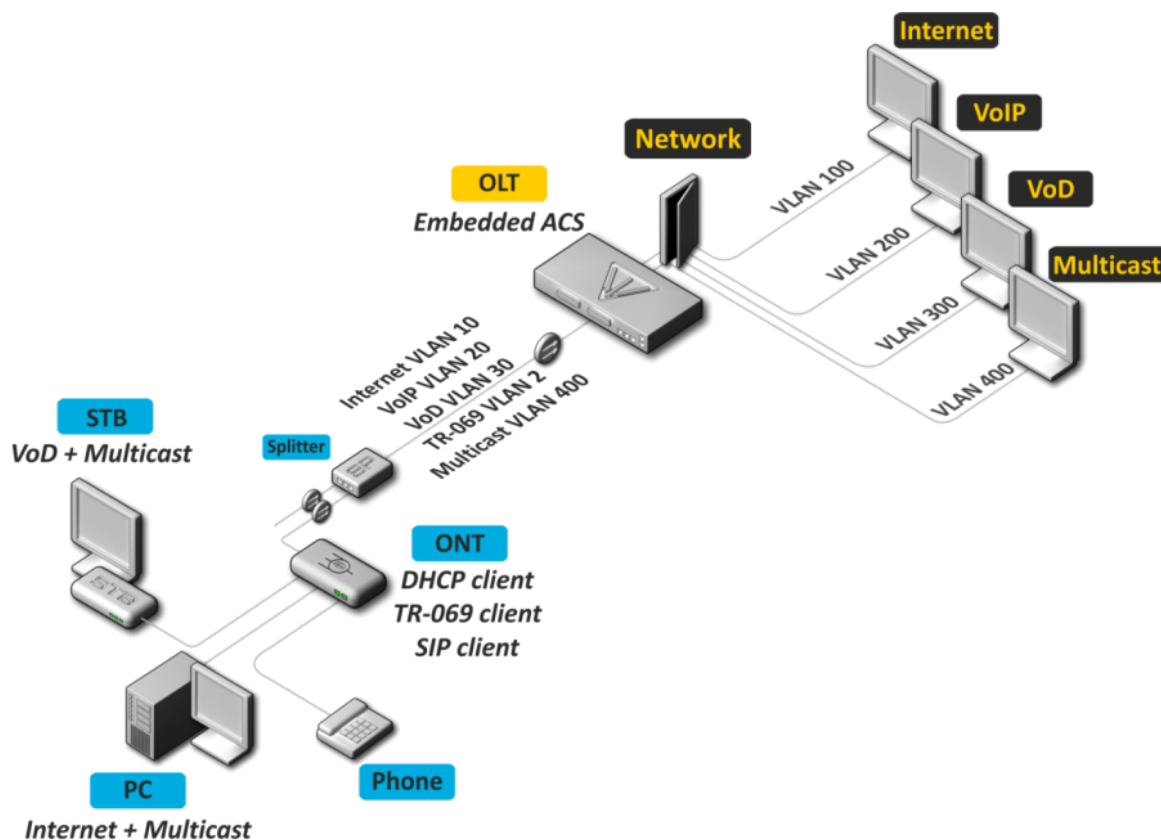 Internet
VoIP
Network
VLAN 100
OLT
VoD
Embedded ACS
VLAN 200
Multicast
VLAN 300
Internet VLAN 10
VoIP VLAN 20
VoD VLAN 30
TR-069 VLAN 2
Multicast VLAN 400
VLAN 400
STB
VoD + Multicast
Splitter
ONT
DHCP client
TR-069 client
SIP client
STB
PC
Internet + Multicast
Phone